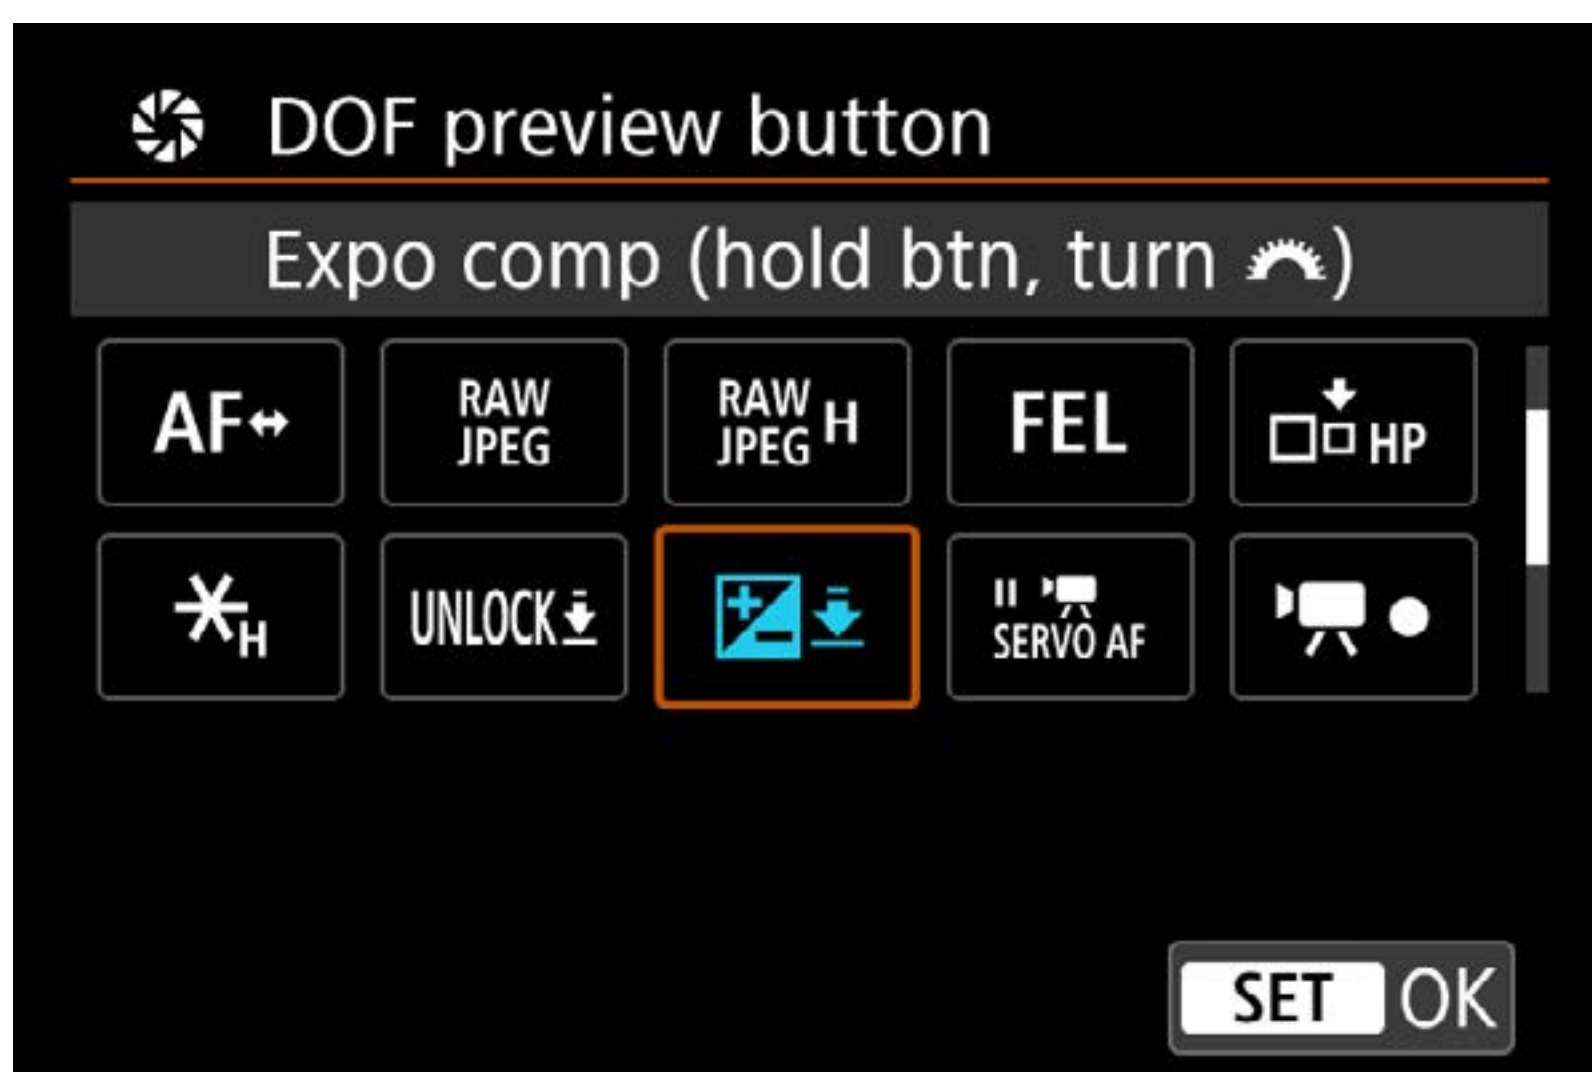 DOF preview button
Expo comp (hold btn, turn )
AF
RAW
JPEG
RAW
JPEG H
FEL
HP
H
UNLOCK
SERVO AF
SET OK